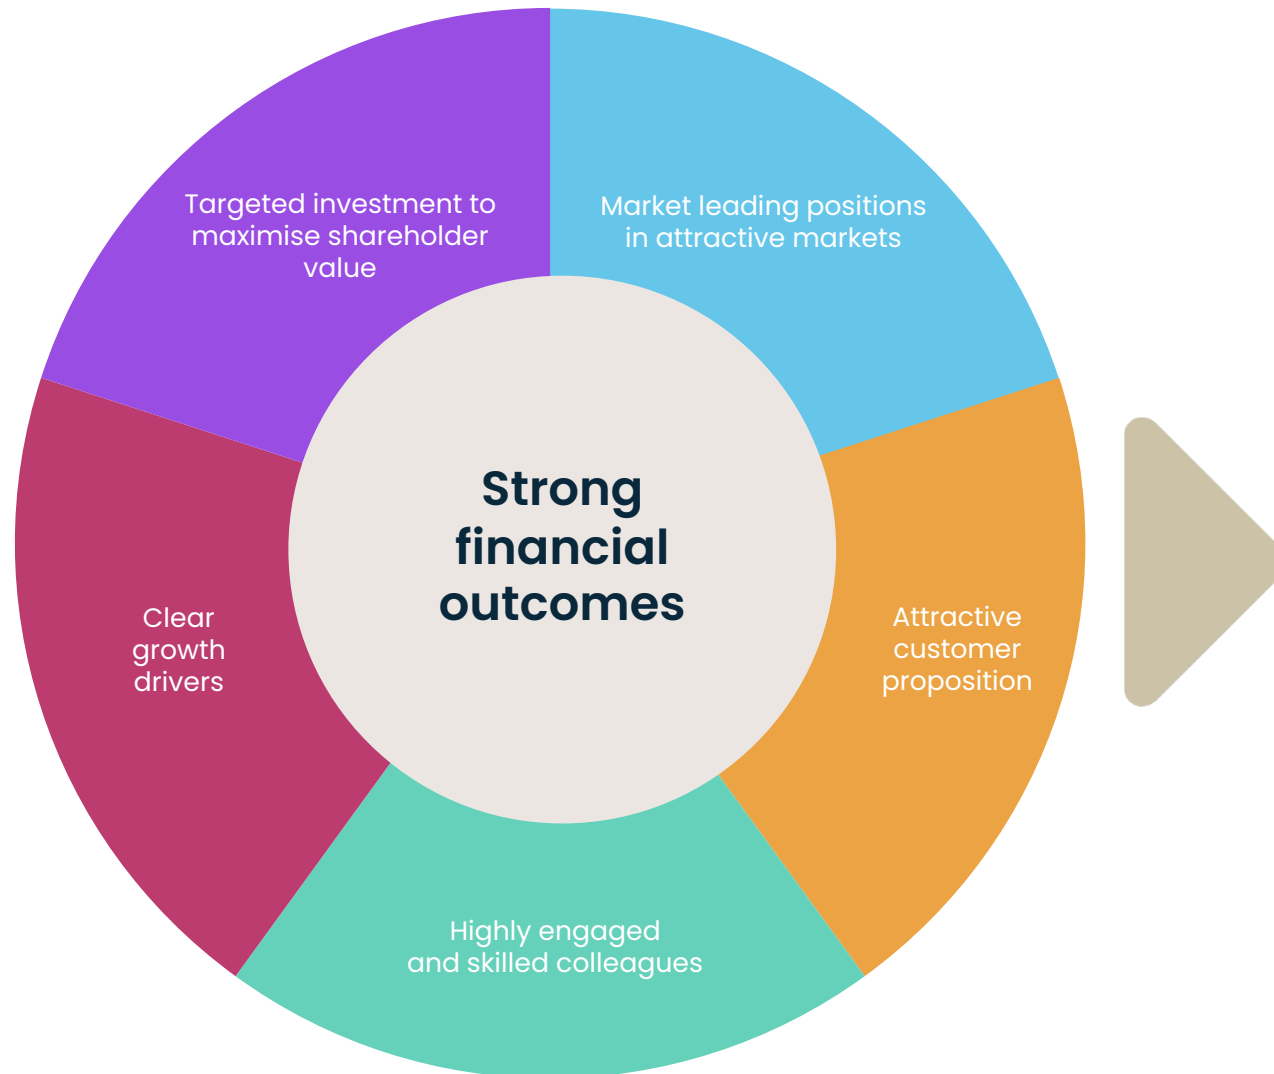 Targeted investment to
maximise shareholder
value
Market leading positions
in attractive markets
Strong
financial
outcomes
Clear
growth
drivers
Attractive
customer
proposition
Highly engaged
and skilled colleagues